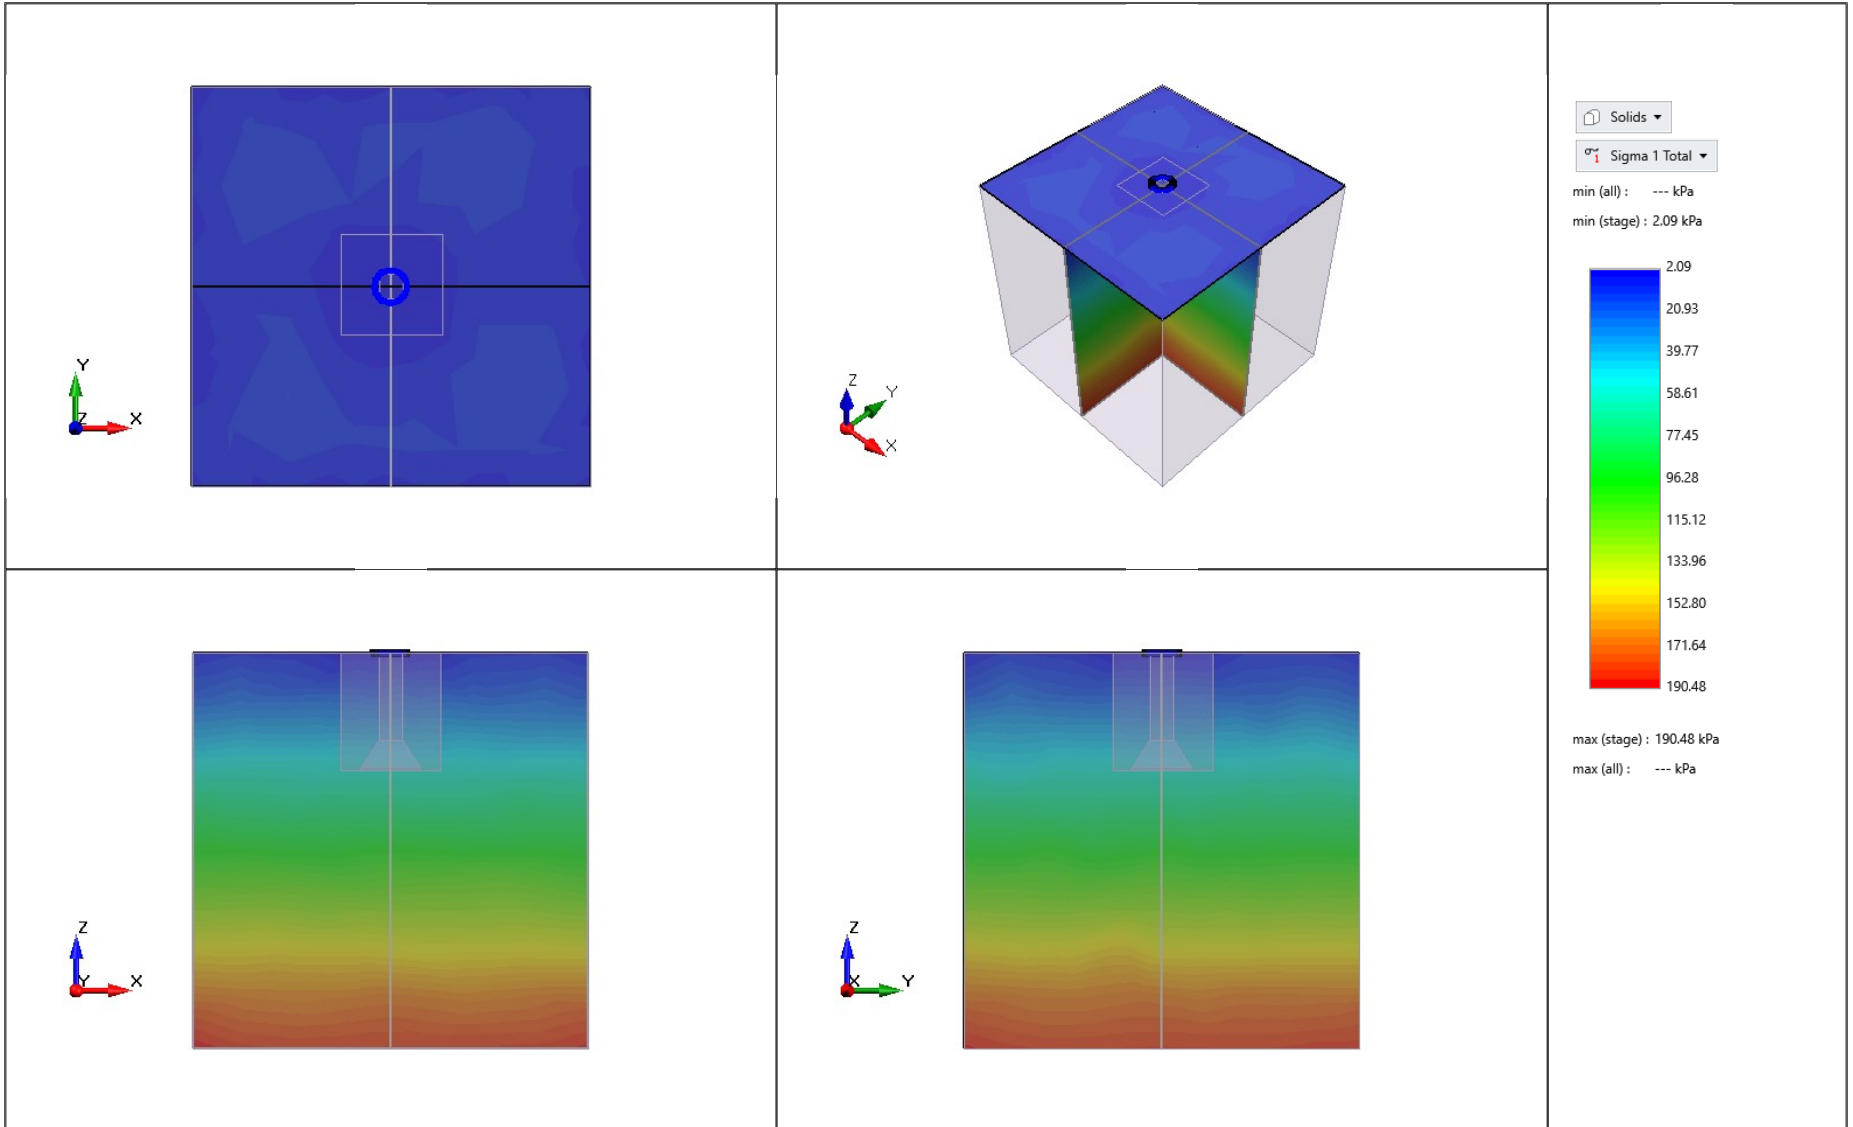 Y
Z
X
Z
Y
X
Solids
σ1 Sigma 1 Total
min (all) : --- kPa
min (stage) : 2.09 kPa
2.09
20.93
39.77
58.61
77.45
96.28
115.12
133.96
152.80
171.64
190.48
max (stage) : 190.48 kPa
max (all) : --- kPa
Z
Y
X
Z
X
Y